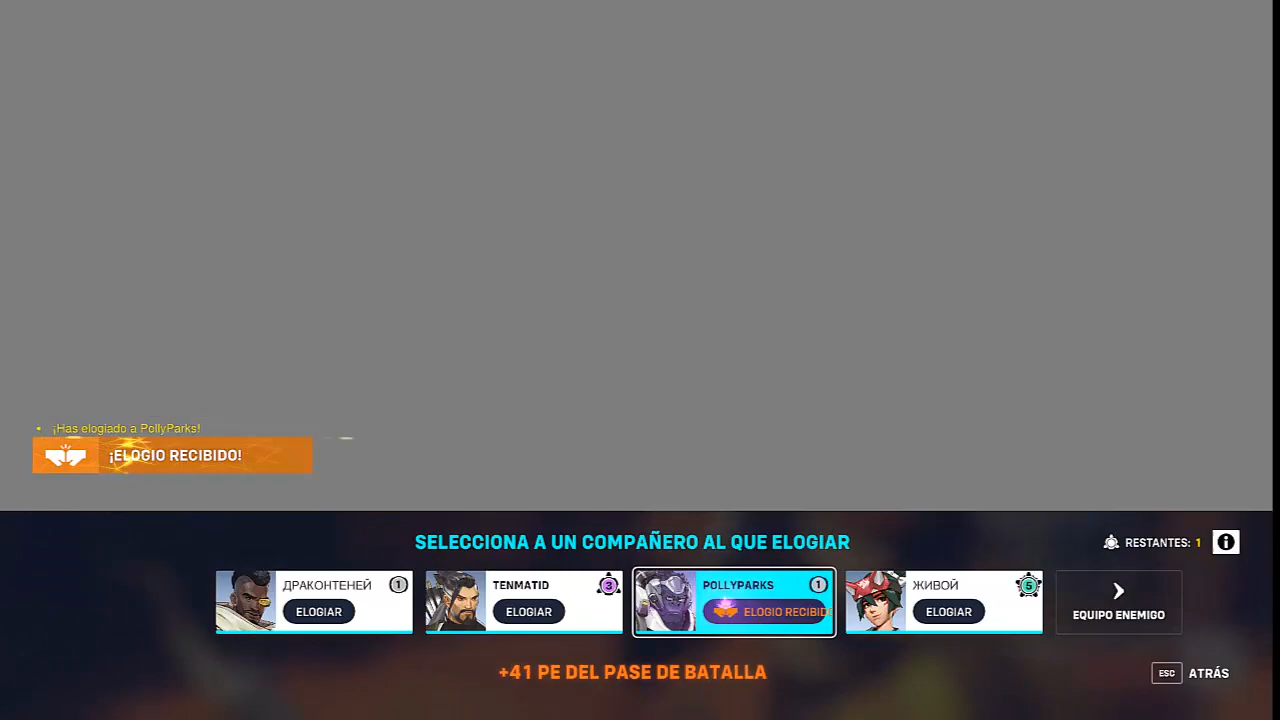 ¡Has elogiado a PollyParks!
¡ELOGIO RECIBIDO!
SELECCIONA A UN COMPAÑERO AL QUE ELOGIAR
RESTANTES: 1
ДРАКОНТЕНЕЙ 1
ELOGIAR
TENMATID 3
ELOGIAR
POLLYPARKS 1
ELOGIO RECIBIDO
ЖИВОЙ 5
ELOGIAR
EQUIPO ENEMIGO
+41 PE DEL PASE DE BATALLA
ESC ATRÁS